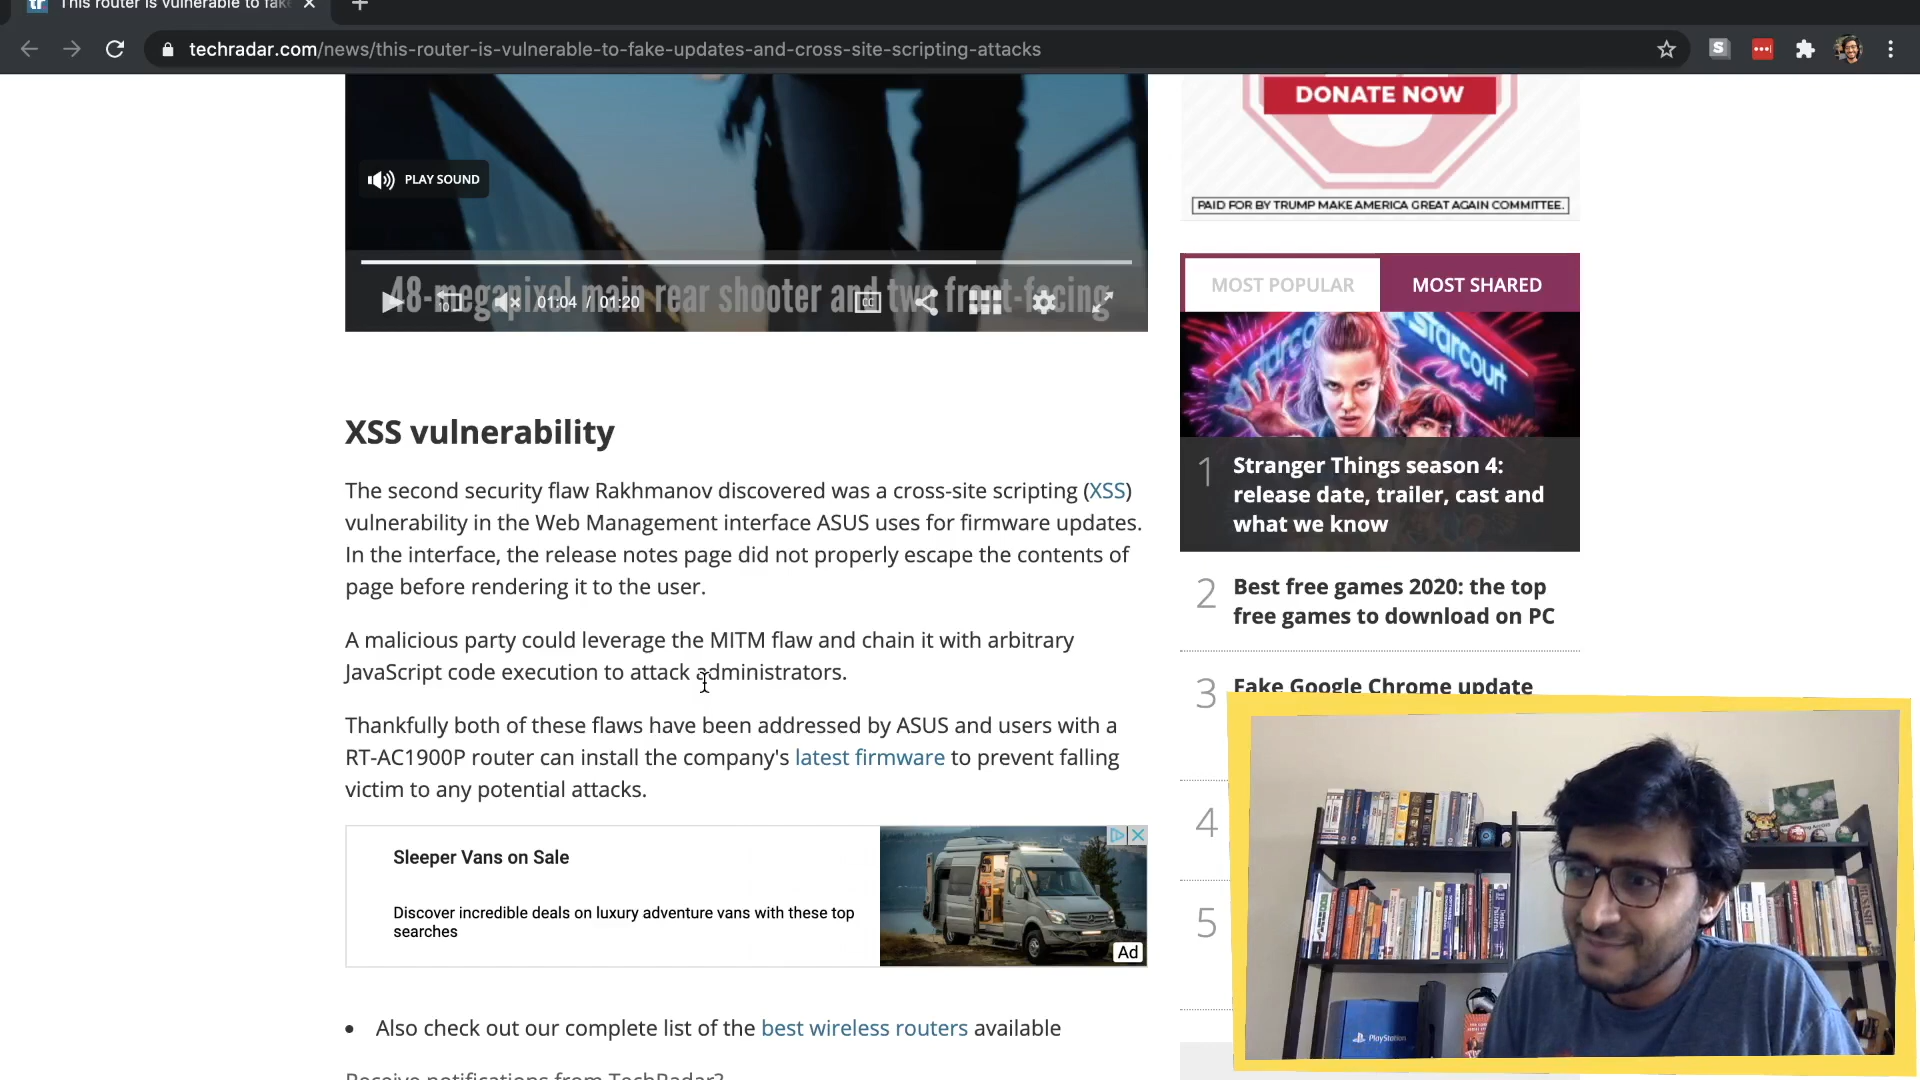 tr This router is vulnerable to fake
techradar.com/news/this-router-is-vulnerable-to-fake-updates-and-cross-site-scripting-attacks
S
DONATE NOW
PLAY SOUND
PAID FOR BY TRUMP MAKE AMERICA GREAT AGAIN COMMITTEE.
48-megapixel main rear shooter and two front-facing
10 01:04 / 01:20 CC
MOST POPULAR MOST SHARED
Starcourt
1 Stranger Things season 4:
release date, trailer, cast and
what we know
XSS vulnerability
The second security flaw Rakhmanov discovered was a cross-site scripting (XSS)
vulnerability in the Web Management interface ASUS uses for firmware updates.
In the interface, the release notes page did not properly escape the contents of
page before rendering it to the user.
2 Best free games 2020: the top
free games to download on PC
A malicious party could leverage the MITM flaw and chain it with arbitrary
JavaScript code execution to attack administrators.
3 Fake Google Chrome update
Thankfully both of these flaws have been addressed by ASUS and users with a
RT-AC1900P router can install the company's latest firmware to prevent falling
victim to any potential attacks.
4
5
Sleeper Vans on Sale
Discover incredible deals on luxury adventure vans with these top
searches
Ad
PlayStation
• Also check out our complete list of the best wireless routers available
Receive notifications from TechRadar?